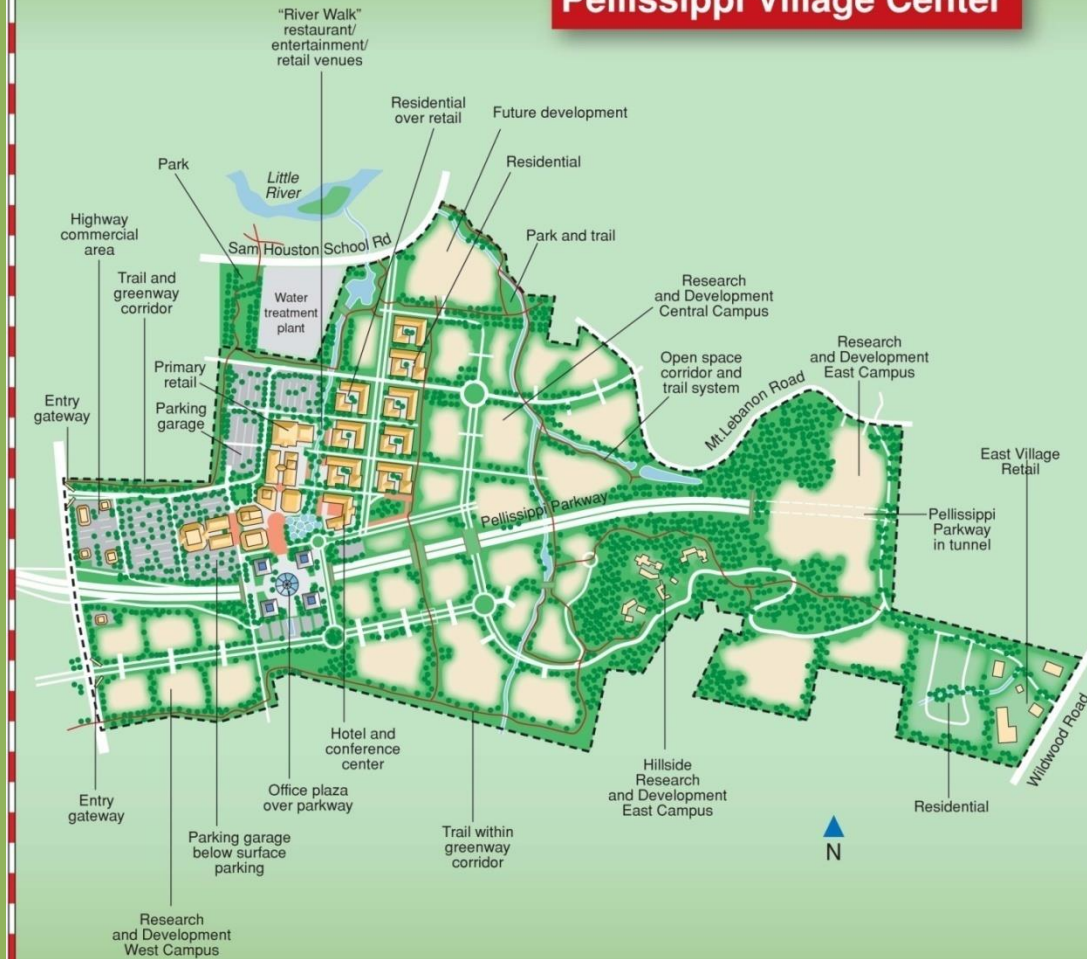 Pellissippi Village Center
"River Walk"
restaurant/
entertainment/
retail venues
Residential
over retail
Future development
Park
Residential
Little
River
Highway
commercial
area
Sam Houston School Rd
Park and trail
Trail and
greenway
corridor
Water
treatment
plant
Research
and Development
Central Campus
Research
and Development
East Campus
Primary
retail
Open space
corridor and
trail system
Mt.Lebanon Road
Entry
gateway
Parking
garage
East Village
Retail
Pellissippi Parkway
Pellissippi
Parkway
in tunnel
Hotel and
conference
center
Wildwood Road
Entry
gateway
Office plaza
over parkway
Hillside
Research
and Development
East Campus
Residential
Parking garage
below surface
parking
Trail within
greenway
corridor
N
Research
and Development
West Campus